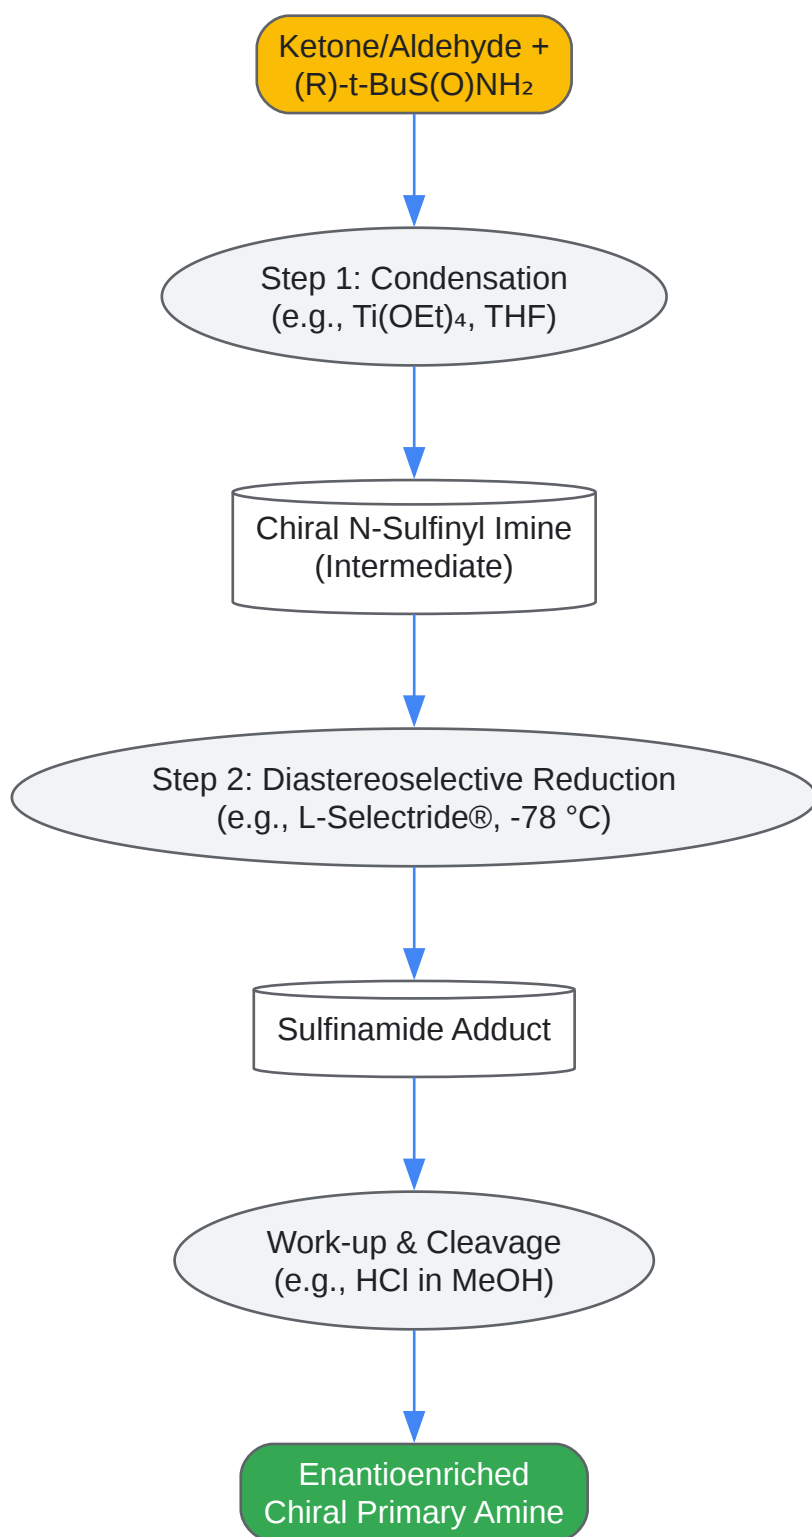 Ketone/Aldehyde +
(R)-t-BuS(O)NH₂
Step 1: Condensation
(e.g., Ti(OEt)₄, THF)
Chiral N-Sulfinyl Imine
(Intermediate)
Step 2: Diastereoselective Reduction
(e.g., L-Selectride®, -78 °C)
Sulfinamide Adduct
Work-up & Cleavage
(e.g., HCl in MeOH)
Enantioenriched
Chiral Primary Amine